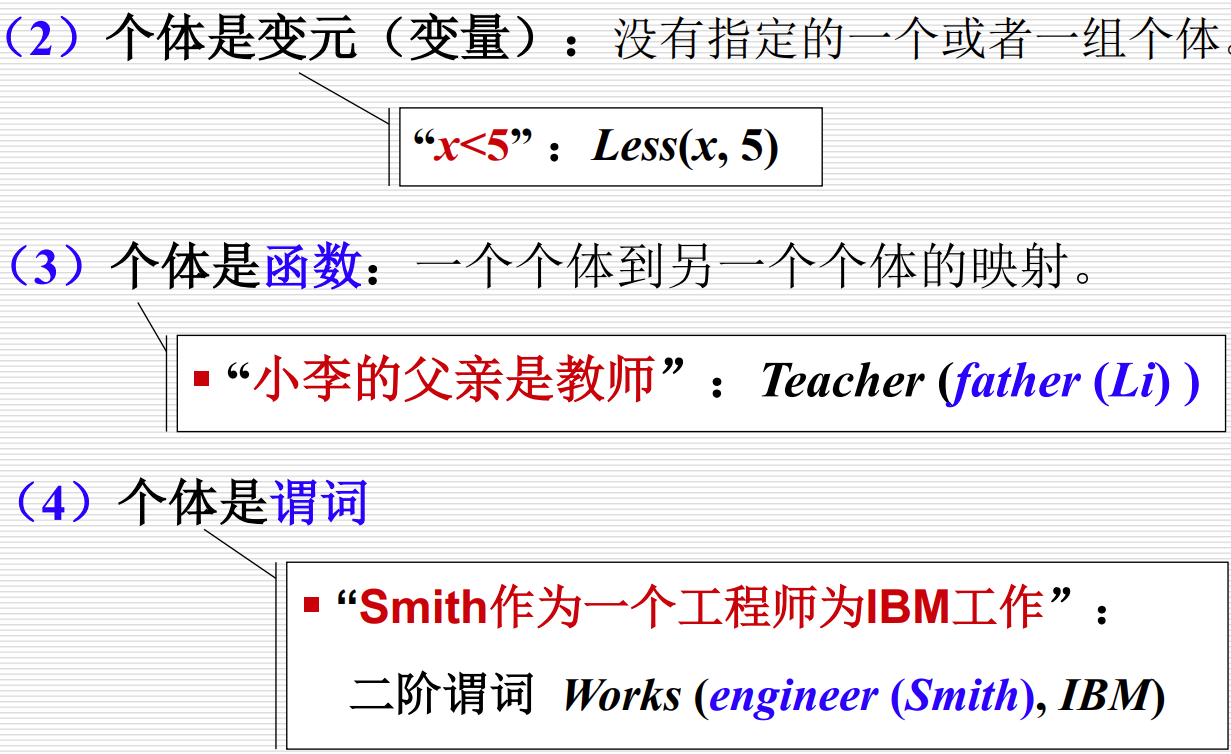 （2）个体是变元（变量）：没有指定的一个或者一组个体。
“x<5”：Less(x, 5)
（3）个体是函数：一个个体到另一个个体的映射。
▪ “小李的父亲是教师”：Teacher (father (Li) )
（4）个体是谓词
▪ “Smith作为一个工程师为IBM工作”：
二阶谓词 Works (engineer (Smith), IBM)